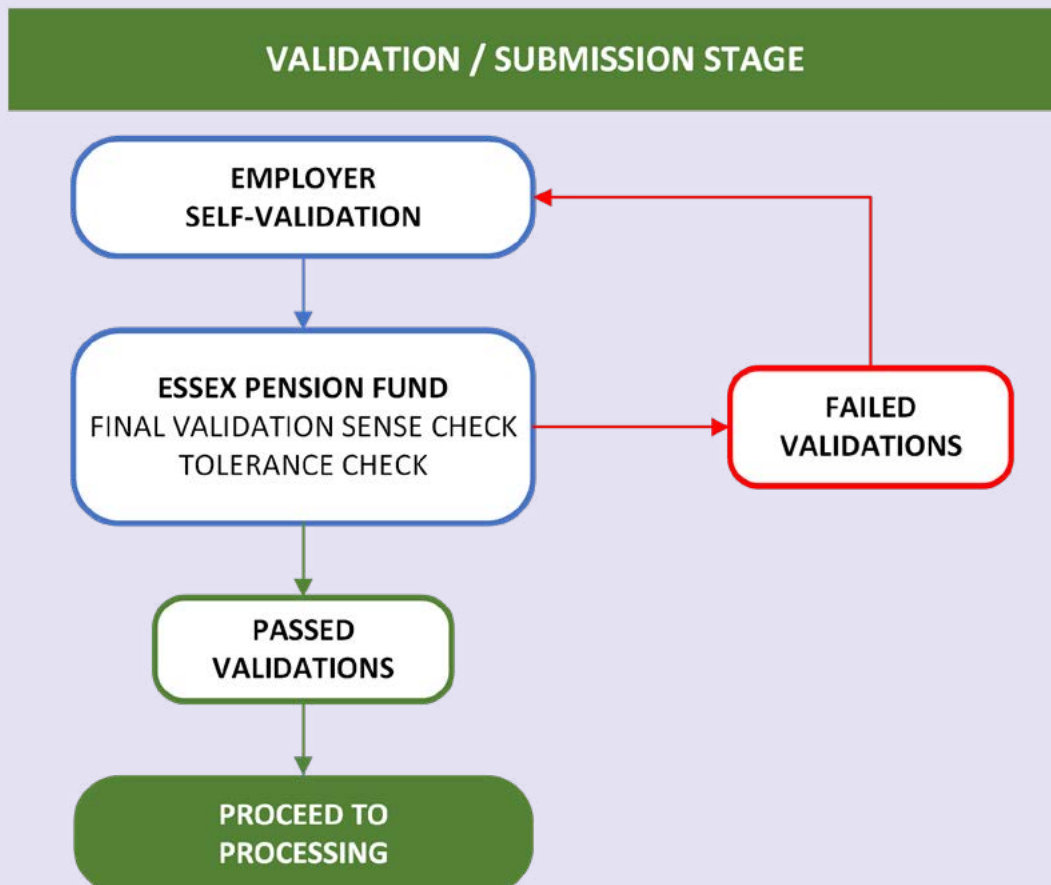 VALIDATION / SUBMISSION STAGE
EMPLOYER
SELF-VALIDATION
ESSEX PENSION FUND
FINAL VALIDATION SENSE CHECK
TOLERANCE CHECK
FAILED
VALIDATIONS
PASSED
VALIDATIONS
PROCEED TO
PROCESSING